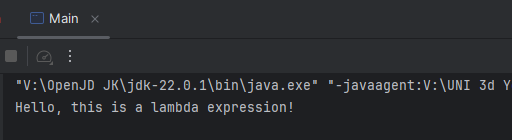 Main
"V:\OpenJD JK\jdk-22.0.1\bin\java.exe" "-javaagent:V:\UNI 3d Y
Hello, this is a lambda expression!